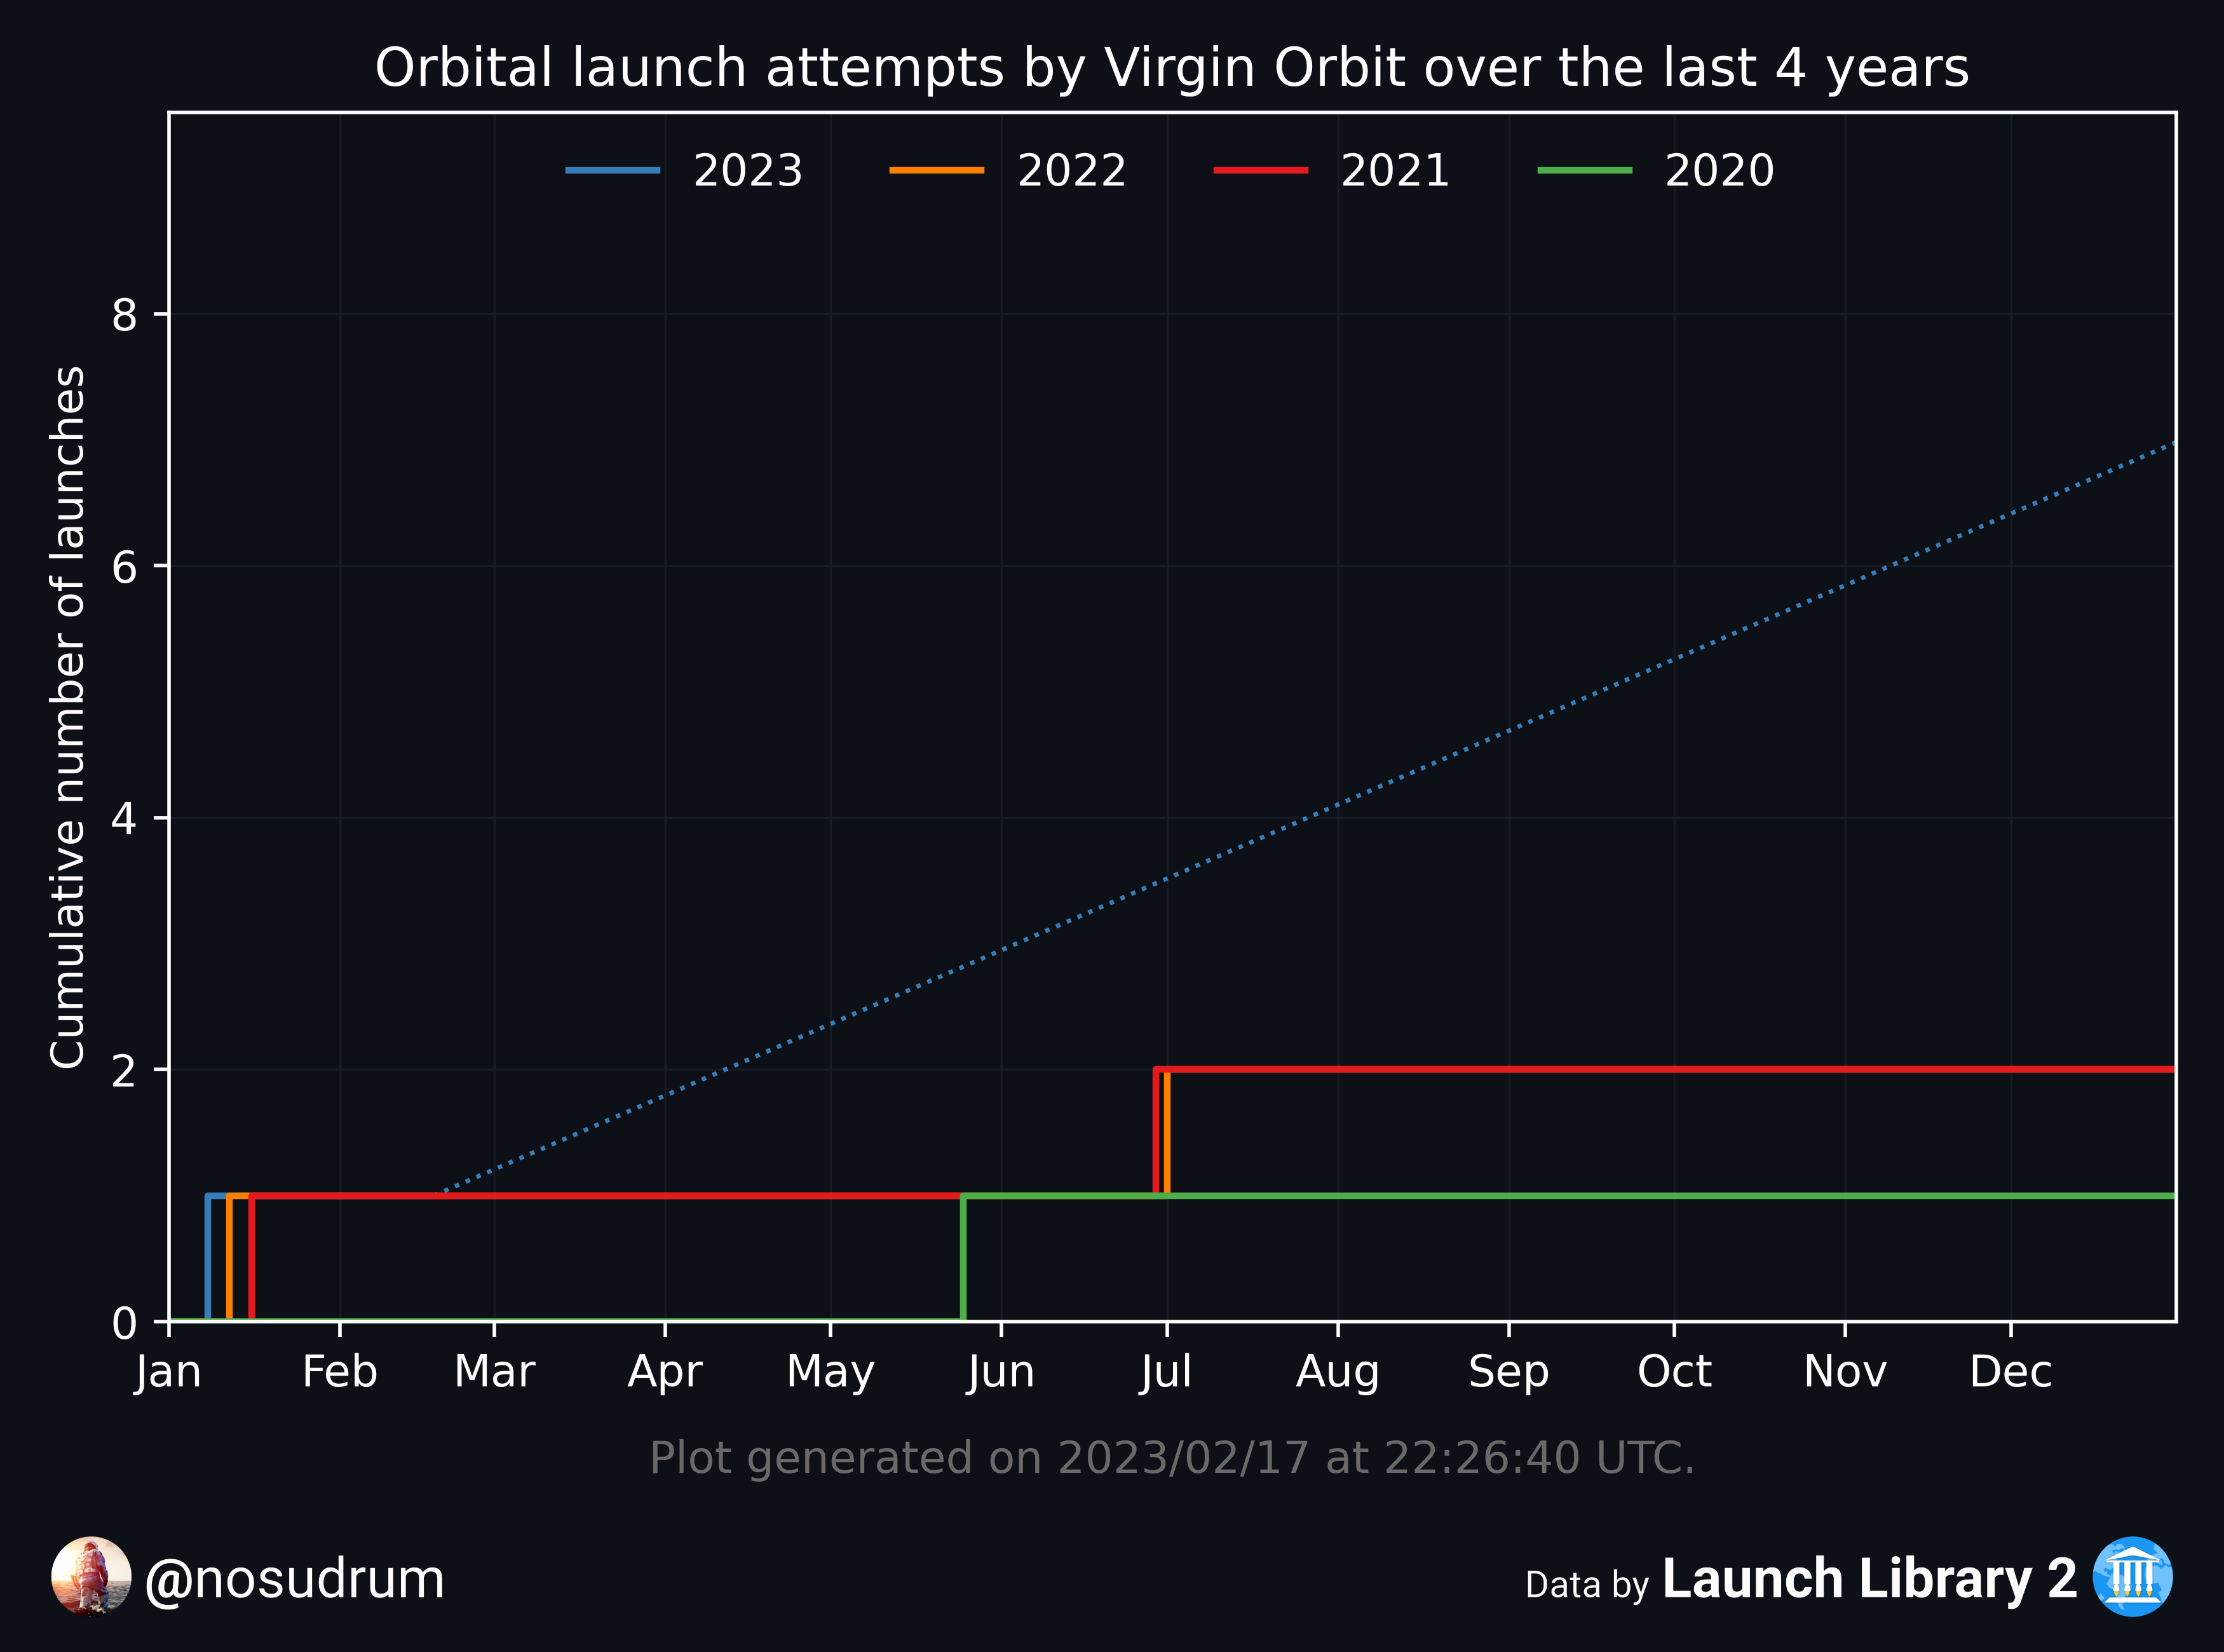 Orbital launch attempts by Virgin Orbit over the last 4 years
2023 2022 2021 2020
Cumulative number of launches
8
6
4
2
0
Jan Feb Mar Apr May Jun Jul Aug Sep Oct Nov Dec
Plot generated on 2023/02/17 at 22:26:40 UTC.
@nosudrum
Data by Launch Library 2